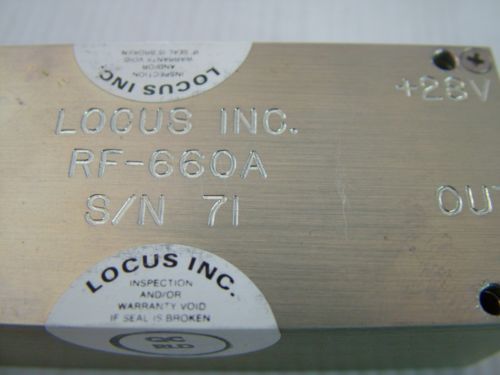 LOCUS INC.
INSPECTION
AND/OR
WARRANTY VOID
IF SEAL IS BROKEN
+28V
LOCUS INC.
RF-660A
S/N 71
OUT
LOCUS INC.
INSPECTION
AND/OR
WARRANTY VOID
IF SEAL IS BROKEN